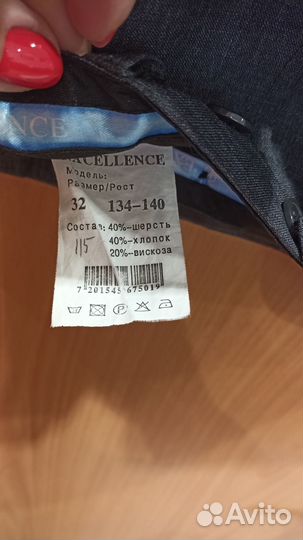 NCE
EXCELLENCE
Модель:
Размер/Рост
32 134-140
Состав: 40%-шерсть
115 40%-хлопок
20%-вискоза
7 201545 675019
Avito